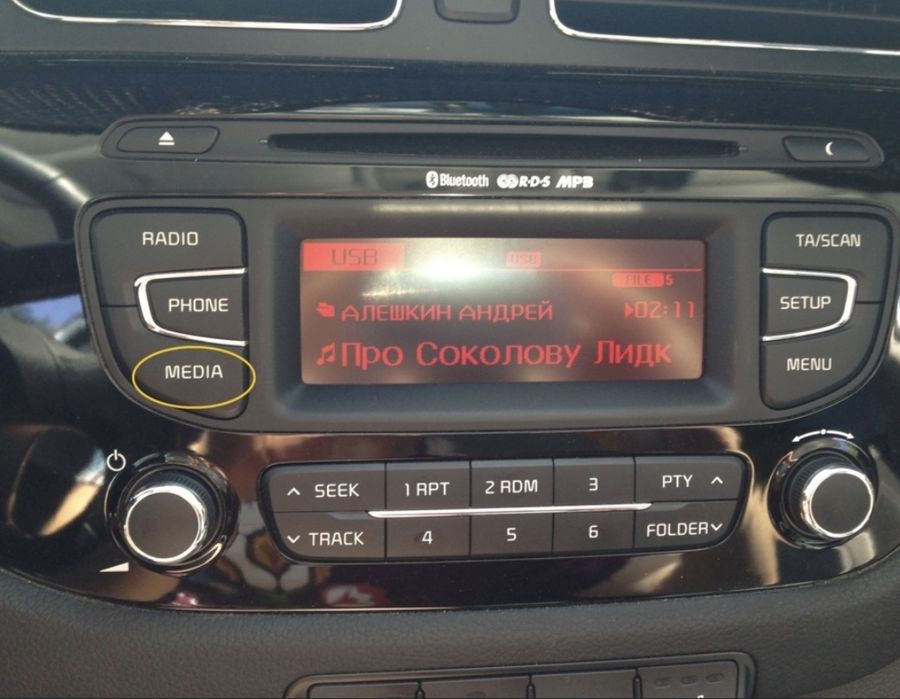 Bluetooth R·D·S MP3
RADIO
PHONE
MEDIA
USB
USB
FILE 5
АЛЕШКИН АНДРЕЙ
02:11
Про Соколову Лидк
TA/SCAN
SETUP
MENU
SEEK
1 RPT
2 RDM
3
PTY
TRACK
4
5
6
FOLDER